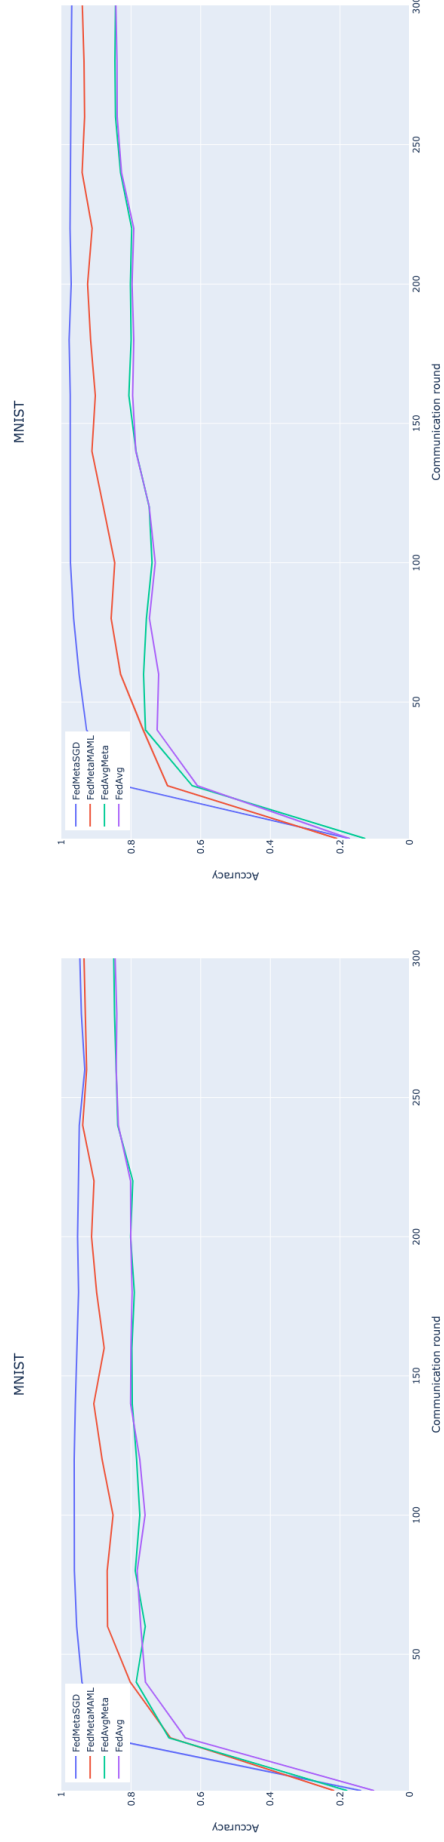 MNIST
1
0.8
0.6
0.4
0.2
0
Accuracy
50
100
150
200
250
300
Communication round
FedMetaSGD
FedMetaMAML
FedAvgMeta
FedAvg
MNIST
1
0.8
0.6
0.4
0.2
0
Accuracy
50
100
150
200
250
300
Communication round
FedMetaSGD
FedMetaMAML
FedAvgMeta
FedAvg